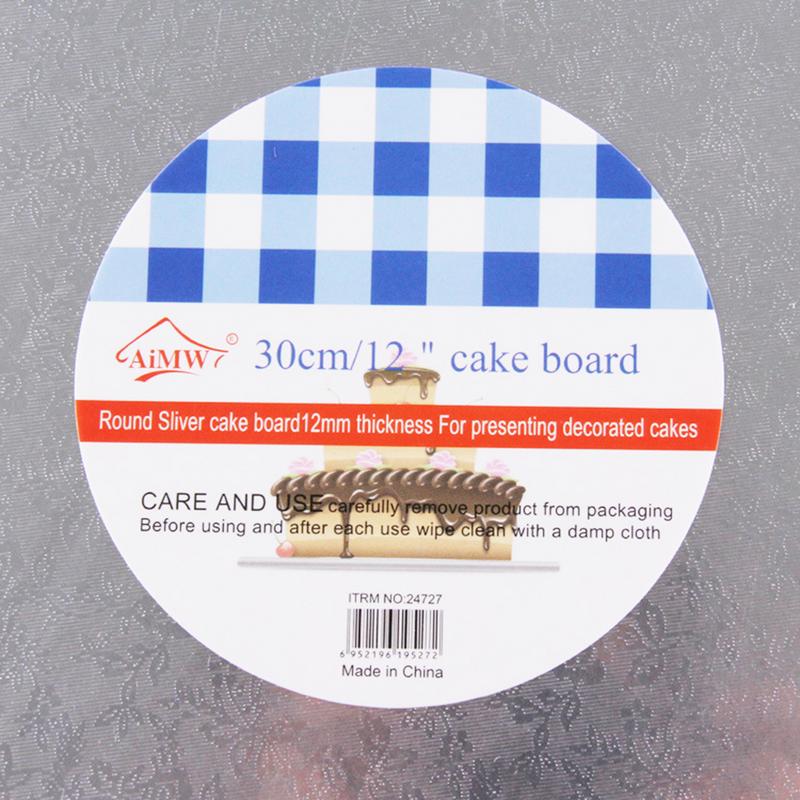 AiMW ®
30cm/12 " cake board
Round Sliver cake board12mm thickness For presenting decorated cakes
CARE AND USE carefully remove product from packaging
Before using and after each use wipe clean with a damp cloth
ITRM NO:24727
6 952196 195272
Made in China